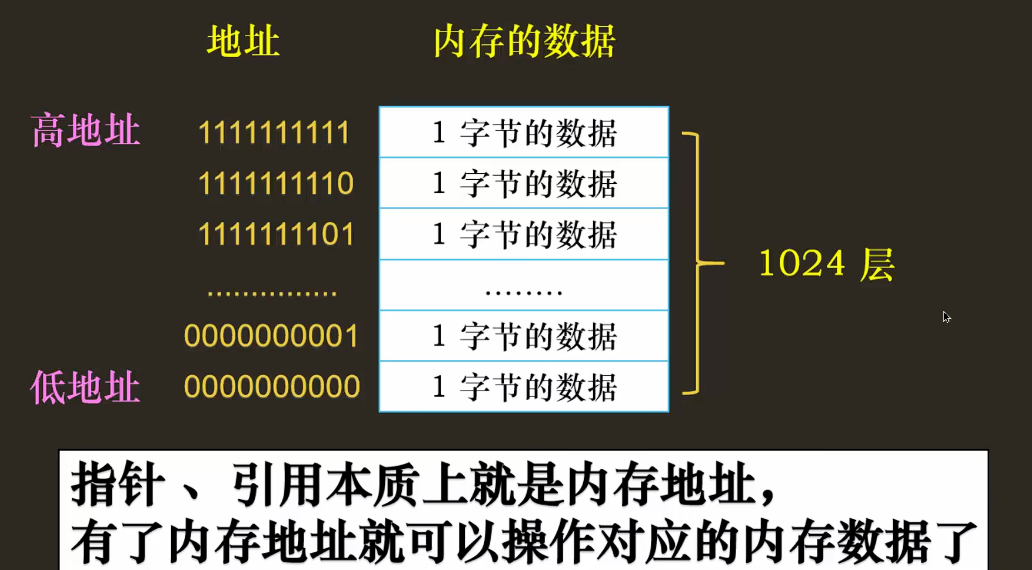 地址 内存的数据
高地址 1111111111 1 字节的数据
1111111110 1 字节的数据
1111111101 1 字节的数据
............... ........
1024 层
0000000001 1 字节的数据
低地址 0000000000 1 字节的数据
指针 、 引用本质上就是内存地址，
有了内存地址就可以操作对应的内存数据了